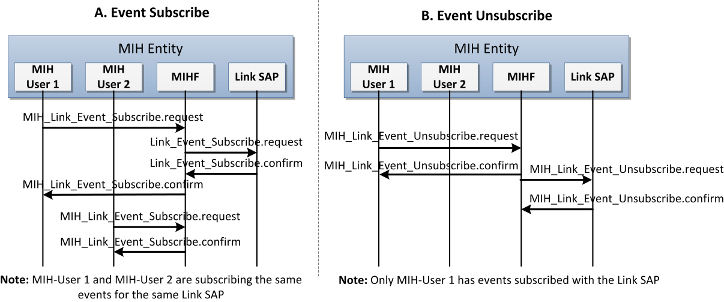 A. Event Subscribe
MIH Entity
MIH User 1
MIH User 2
MIHF
Link SAP
MIH_Link_Event_Subscribe.request
Link_Event_Subscribe.request
Link_Event_Subscribe.confirm
MIH_Link_Event_Subscribe.confirm
MIH_Link_Event_Subscribe.request
MIH_Link_Event_Subscribe.confirm
Note: MIH-User 1 and MIH-User 2 are subscribing the same
events for the same Link SAP
B. Event Unsubscribe
MIH Entity
MIH User 1
MIH User 2
MIHF
Link SAP
MIH_Link_Event_Unsubscribe.request
MIH_Link_Event_Unsubscribe.confirm
MIH_Link_Event_Unsubscribe.request
MIH_Link_Event_Unsubscribe.confirm
Note: Only MIH-User 1 has events subscribed with the Link SAP